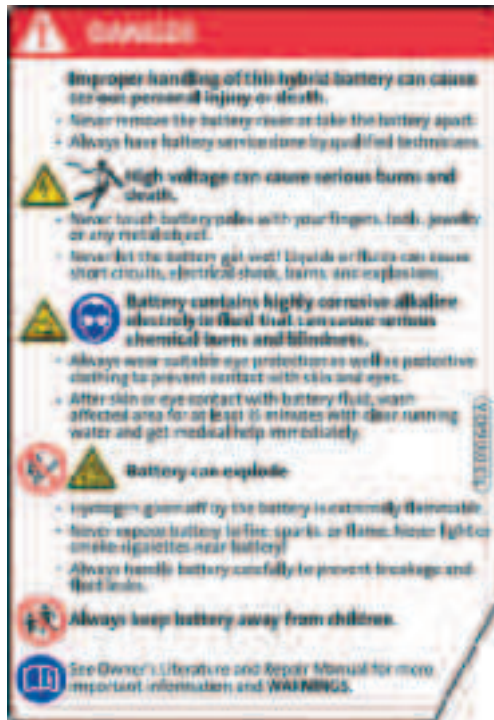 DANGER
Improper handling of this hybrid battery can cause
serious personal injury or death.
• Never remove the battery cover or take the battery apart.
• Always have battery service done by qualified technicians.
High voltage can cause serious burns and
death.
• Never touch battery poles with your fingers, tools, jewelry
or any metal object.
• Never let the battery get wet! Liquids or fluids can cause
short circuits, electrical shock, burns, and explosions.
Battery contains highly corrosive alkaline
electrolyte fluid that can cause serious
chemical burns and blindness.
• Always wear suitable eye protection as well as protective
clothing to prevent contact with skin and eyes.
• After skin or eye contact with battery fluid, wash
affected area for at least 15 minutes with clear running
water and get medical help immediately.
Battery can explode
• Hydrogen given off by the battery is extremely flammable.
• Never expose battery to fire, sparks, or flame. Never light or
smoke cigarettes near battery!
• Always handle battery carefully to prevent breakage and
fluid leaks.
Always keep battery away from children.
See Owner's Literature and Repair Manual for more
important information and WARNINGS.